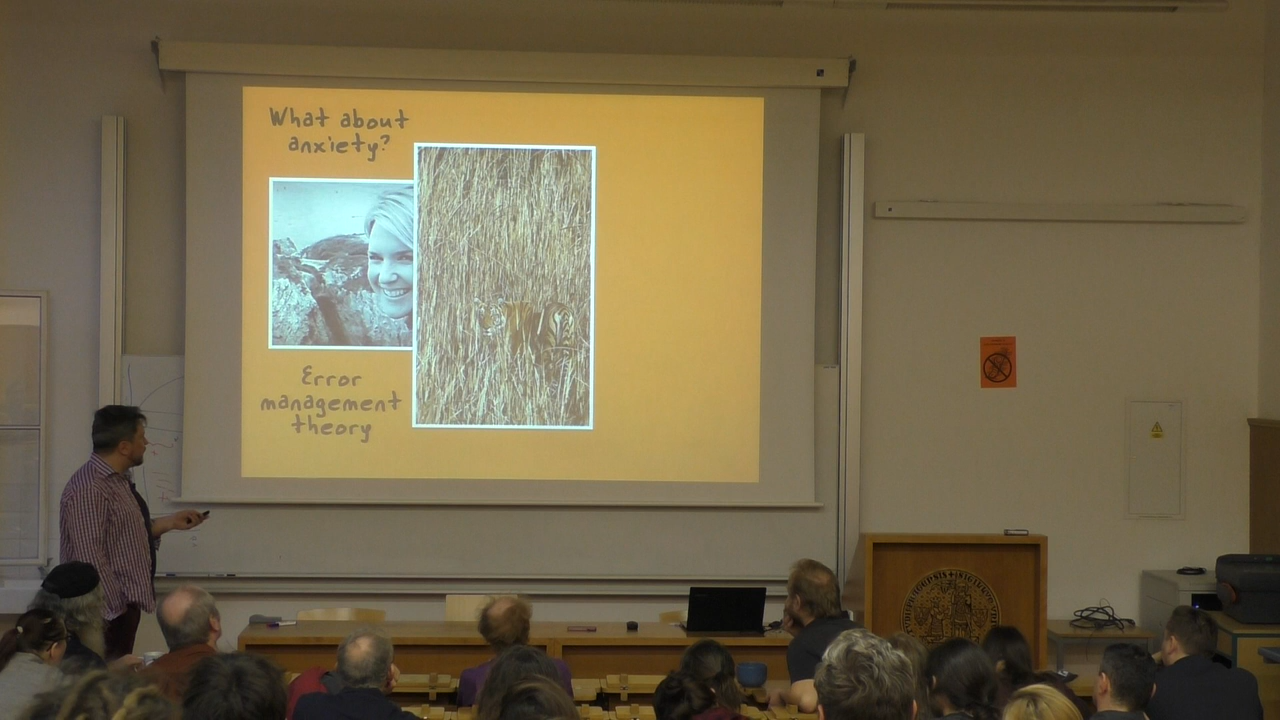 What about
anxiety?
Error
management
theory